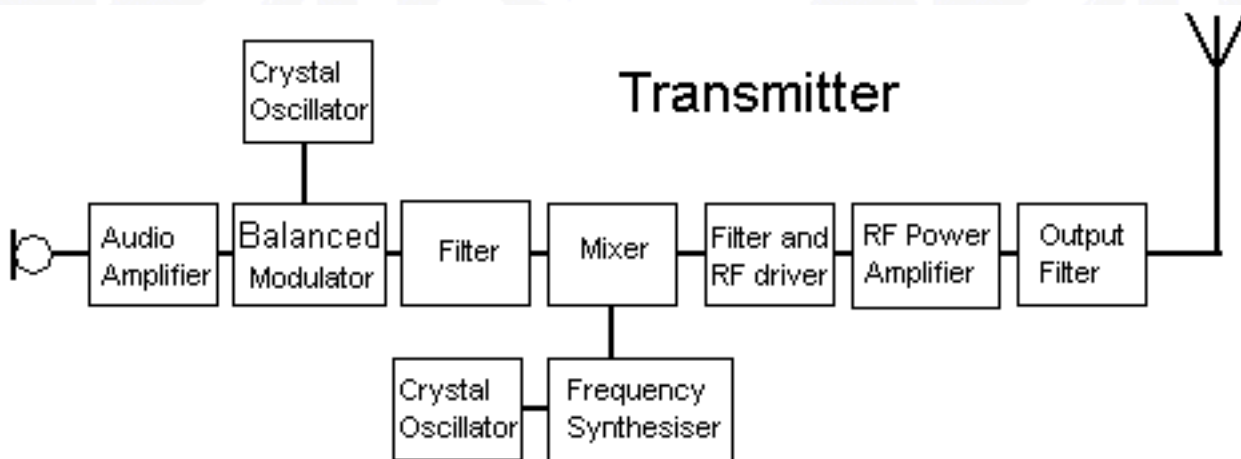 Transmitter
Crystal
Oscillator
Audio
Amplifier
Balanced
Modulator
Filter
Mixer
Filter and
RF driver
RF Power
Amplifier
Output
Filter
Crystal
Oscillator
Frequency
Synthesiser